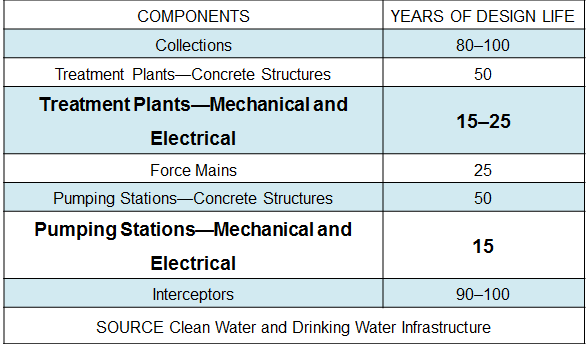 COMPONENTS YEARS OF DESIGN LIFE
Collections 80–100
Treatment Plants—Concrete Structures 50
Treatment Plants—Mechanical and
Electrical 15–25
Force Mains 25
Pumping Stations—Concrete Structures 50
Pumping Stations—Mechanical and
Electrical 15
Interceptors 90–100
SOURCE Clean Water and Drinking Water Infrastructure